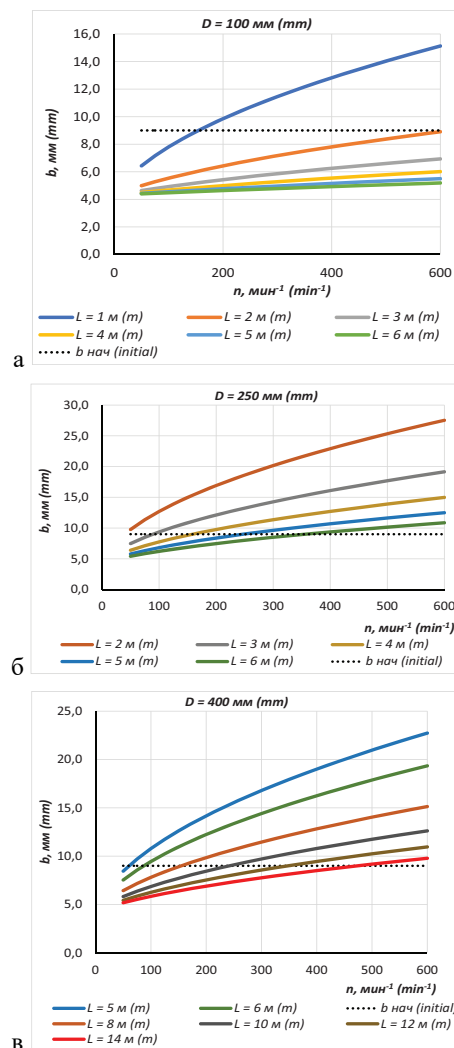 D = 100 мм (mm)
16,0
14,0
12,0
10,0
8,0
6,0
4,0
2,0
0,0
b, мм (mm)
0 200 400 600
n, мин⁻¹ (min⁻¹)
L = 1 м (m) L = 2 м (m) L = 3 м (m)
L = 4 м (m) L = 5 м (m) L = 6 м (m)
b нач (initial)
а
D = 250 мм (mm)
30,0
25,0
20,0
15,0
10,0
5,0
0,0
b, мм (mm)
0 100 200 300 400 500 600
n, мин⁻¹ (min⁻¹)
L = 2 м (m) L = 3 м (m) L = 4 м (m)
L = 5 м (m) L = 6 м (m) b нач (initial)
б
D = 400 мм (mm)
25,0
20,0
15,0
10,0
5,0
0,0
b, мм (mm)
0 100 200 300 400 500 600
n, мин⁻¹ (min⁻¹)
L = 5 м (m) L = 6 м (m) b нач (initial)
L = 8 м (m) L = 10 м (m) L = 12 м (m)
L = 14 м (m)
в